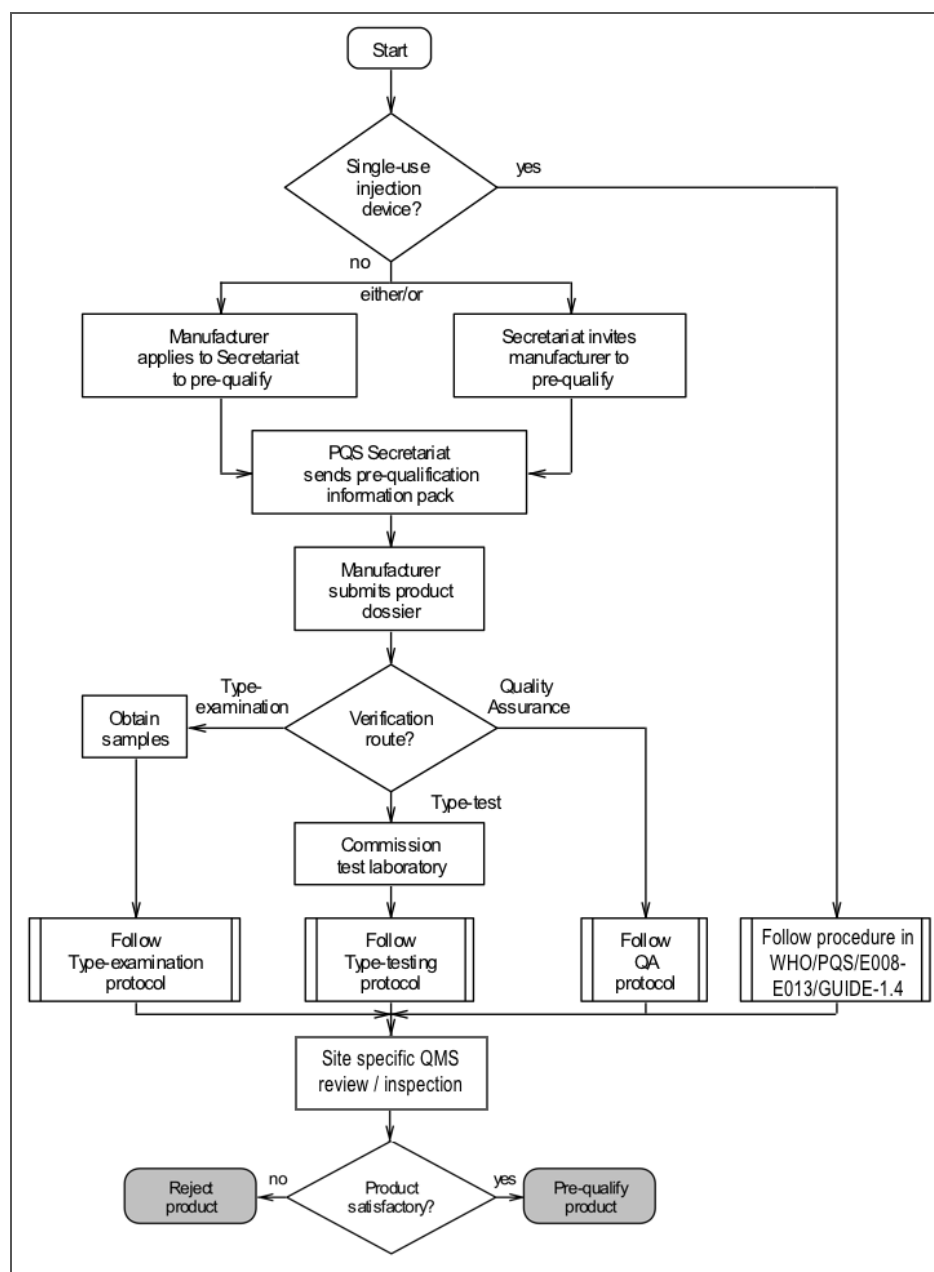 Start
Single-use
injection
device?
yes
no
either/or
Manufacturer
applies to Secretariat
to pre-qualify
Secretariat invites
manufacturer to
pre-qualify
PQS Secretariat
sends pre-qualification
information pack
Manufacturer
submits product
dossier
Type-
examination
Quality
Assurance
Obtain
samples
Verification
route?
Type-test
Commission
test laboratory
Follow
Type-examination
protocol
Follow
Type-testing
protocol
Follow
QA
protocol
Follow procedure in
WHO/PQS/E008-
E013/GUIDE-1.4
Site specific QMS
review / inspection
Reject
product
no
Product
satisfactory?
yes
Pre-qualify
product